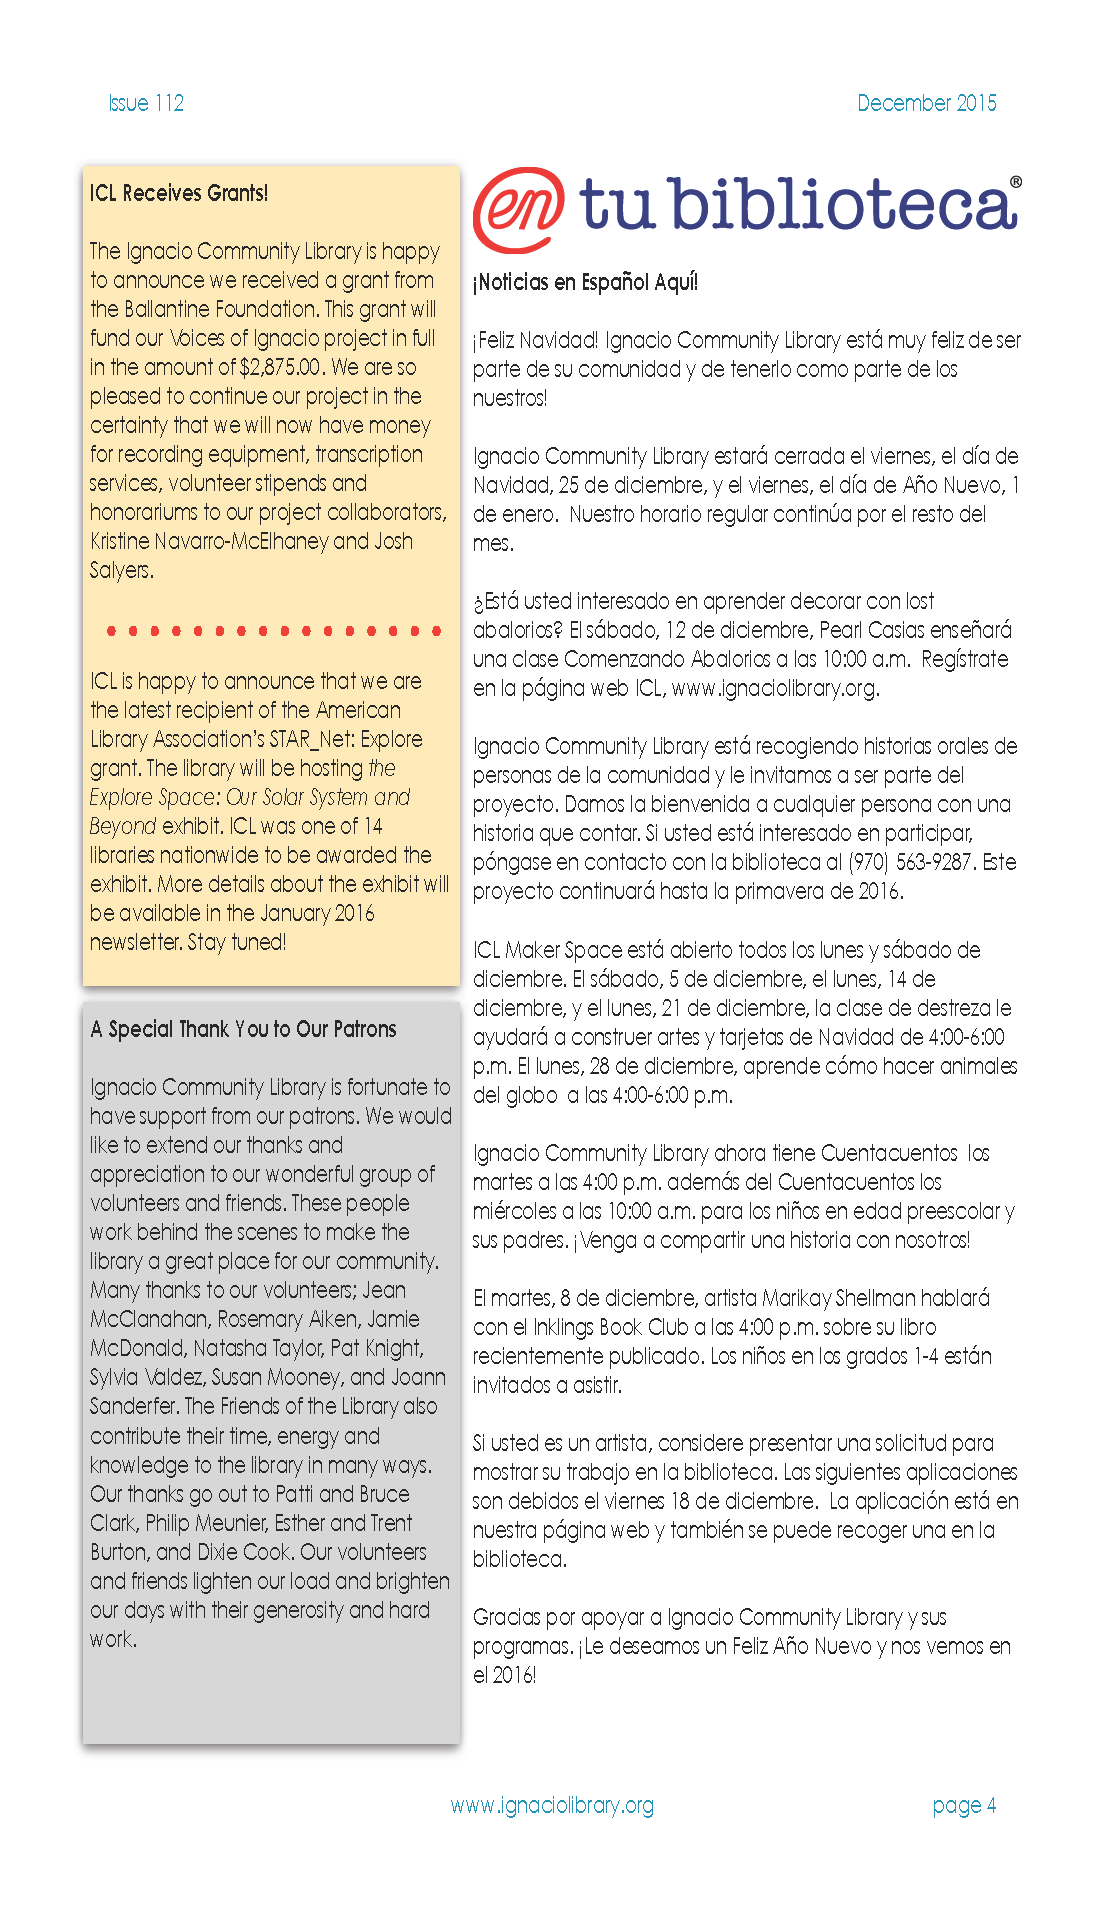 Issue 112
December 2015
ICL Receives Grants!
The Ignacio Community Library is happy
to announce we received a grant from
the Ballantine Foundation. This grant will
fund our Voices of Ignacio project in full
in the amount of $2,875.00. We are so
pleased to continue our project in the
certainty that we will now have money
for recording equipment, transcription
services, volunteer stipends and
honorariums to our project collaborators,
Kristine Navarro-McElhaney and Josh
Salyers.
ICL is happy to announce that we are
the latest recipient of the American
Library Association's STAR_Net: Explore
grant. The library will be hosting the
Explore Space: Our Solar System and
Beyond exhibit. ICL was one of 14
libraries nationwide to be awarded the
exhibit. More details about the exhibit will
be available in the January 2016
newsletter. Stay tuned!
A Special Thank You to Our Patrons
Ignacio Community Library is fortunate to
have support from our patrons. We would
like to extend our thanks and
appreciation to our wonderful group of
volunteers and friends. These people
work behind the scenes to make the
library a great place for our community.
Many thanks to our volunteers; Jean
McClanahan, Rosemary Aiken, Jamie
McDonald, Natasha Taylor, Pat Knight,
Sylvia Valdez, Susan Mooney, and Joann
Sanderfer. The Friends of the Library also
contribute their time, energy and
knowledge to the library in many ways.
Our thanks go out to Patti and Bruce
Clark, Philip Meunier, Esther and Trent
Burton, and Dixie Cook. Our volunteers
and friends lighten our load and brighten
our days with their generosity and hard
work.
en tu biblioteca®
¡Noticias en Español Aquí!
¡Feliz Navidad! Ignacio Community Library está muy feliz de ser
parte de su comunidad y de tenerlo como parte de los
nuestros!
Ignacio Community Library estará cerrada el viernes, el día de
Navidad, 25 de diciembre, y el viernes, el día de Año Nuevo, 1
de enero.  Nuestro horario regular continúa por el resto del
mes.
¿Está usted interesado en aprender decorar con lost
abalorios? El sábado, 12 de diciembre, Pearl Casias enseñará
una clase Comenzando Abalorios a las 10:00 a.m.  Regístrate
en la página web ICL, www.ignaciolibrary.org.
Ignacio Community Library está recogiendo historias orales de
personas de la comunidad y le invitamos a ser parte del
proyecto. Damos la bienvenida a cualquier persona con una
historia que contar. Si usted está interesado en participar,
póngase en contacto con la biblioteca al (970) 563-9287. Este
proyecto continuará hasta la primavera de 2016.
ICL Maker Space está abierto todos los lunes y sábado de
diciembre. El sábado, 5 de diciembre, el lunes, 14 de
diciembre, y el lunes, 21 de diciembre, la clase de destreza le
ayudará a construer artes y tarjetas de Navidad de 4:00-6:00
p.m. El lunes, 28 de diciembre, aprende cómo hacer animales
del globo  a las 4:00-6:00 p.m.
Ignacio Community Library ahora tiene Cuentacuentos  los
martes a las 4:00 p.m. además del Cuentacuentos los
miércoles a las 10:00 a.m. para los niños en edad preescolar y
sus padres. ¡Venga a compartir una historia con nosotros!
El martes, 8 de diciembre, artista Marikay Shellman hablará
con el Inklings Book Club a las 4:00 p.m. sobre su libro
recientemente publicado. Los niños en los grados 1-4 están
invitados a asistir.
Si usted es un artista, considere presentar una solicitud para
mostrar su trabajo en la biblioteca. Las siguientes aplicaciones
son debidos el viernes 18 de diciembre.  La aplicación está en
nuestra página web y también se puede recoger una en la
biblioteca.
Gracias por apoyar a Ignacio Community Library y sus
programas. ¡Le deseamos un Feliz Año Nuevo y nos vemos en
el 2016!
www.ignaciolibrary.org
page 4